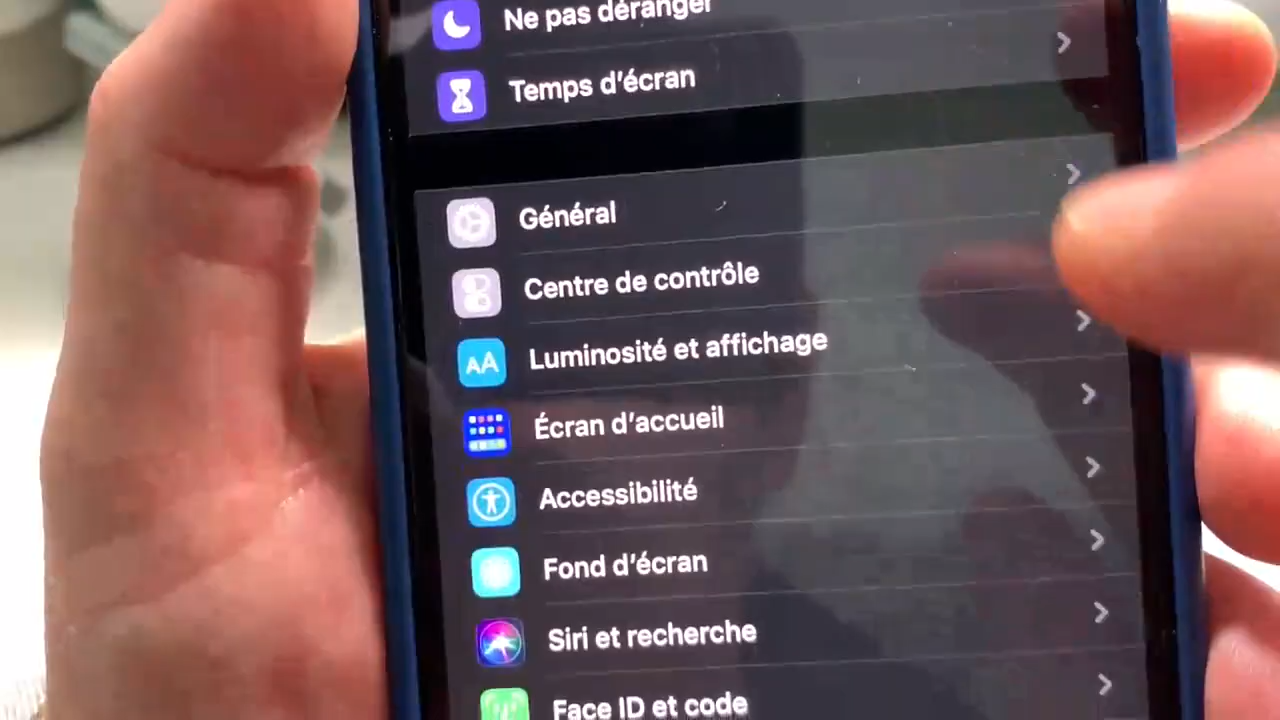 Ne pas déranger
Temps d'écran
Général
Centre de contrôle
AA
Luminosité et affichage
Écran d'accueil
Accessibilité
Fond d'écran
Siri et recherche
Face ID et code